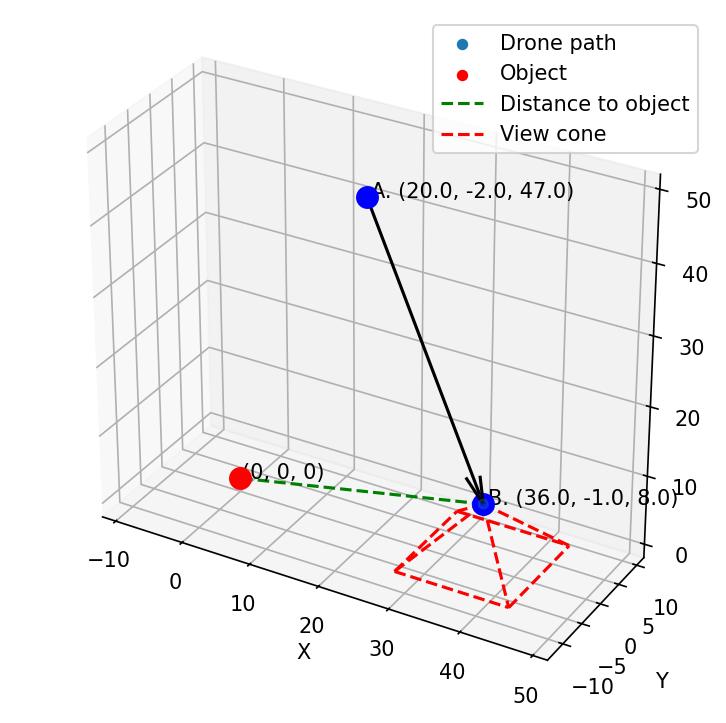 Drone path
Object
Distance to object
View cone
A. (20.0, -2.0, 47.0)
(0, 0, 0)
B. (36.0, -1.0, 8.0)
50
40
30
20
10
0
−10
0
10
20
30
40
50
X
10
5
0
−5
−10
Y